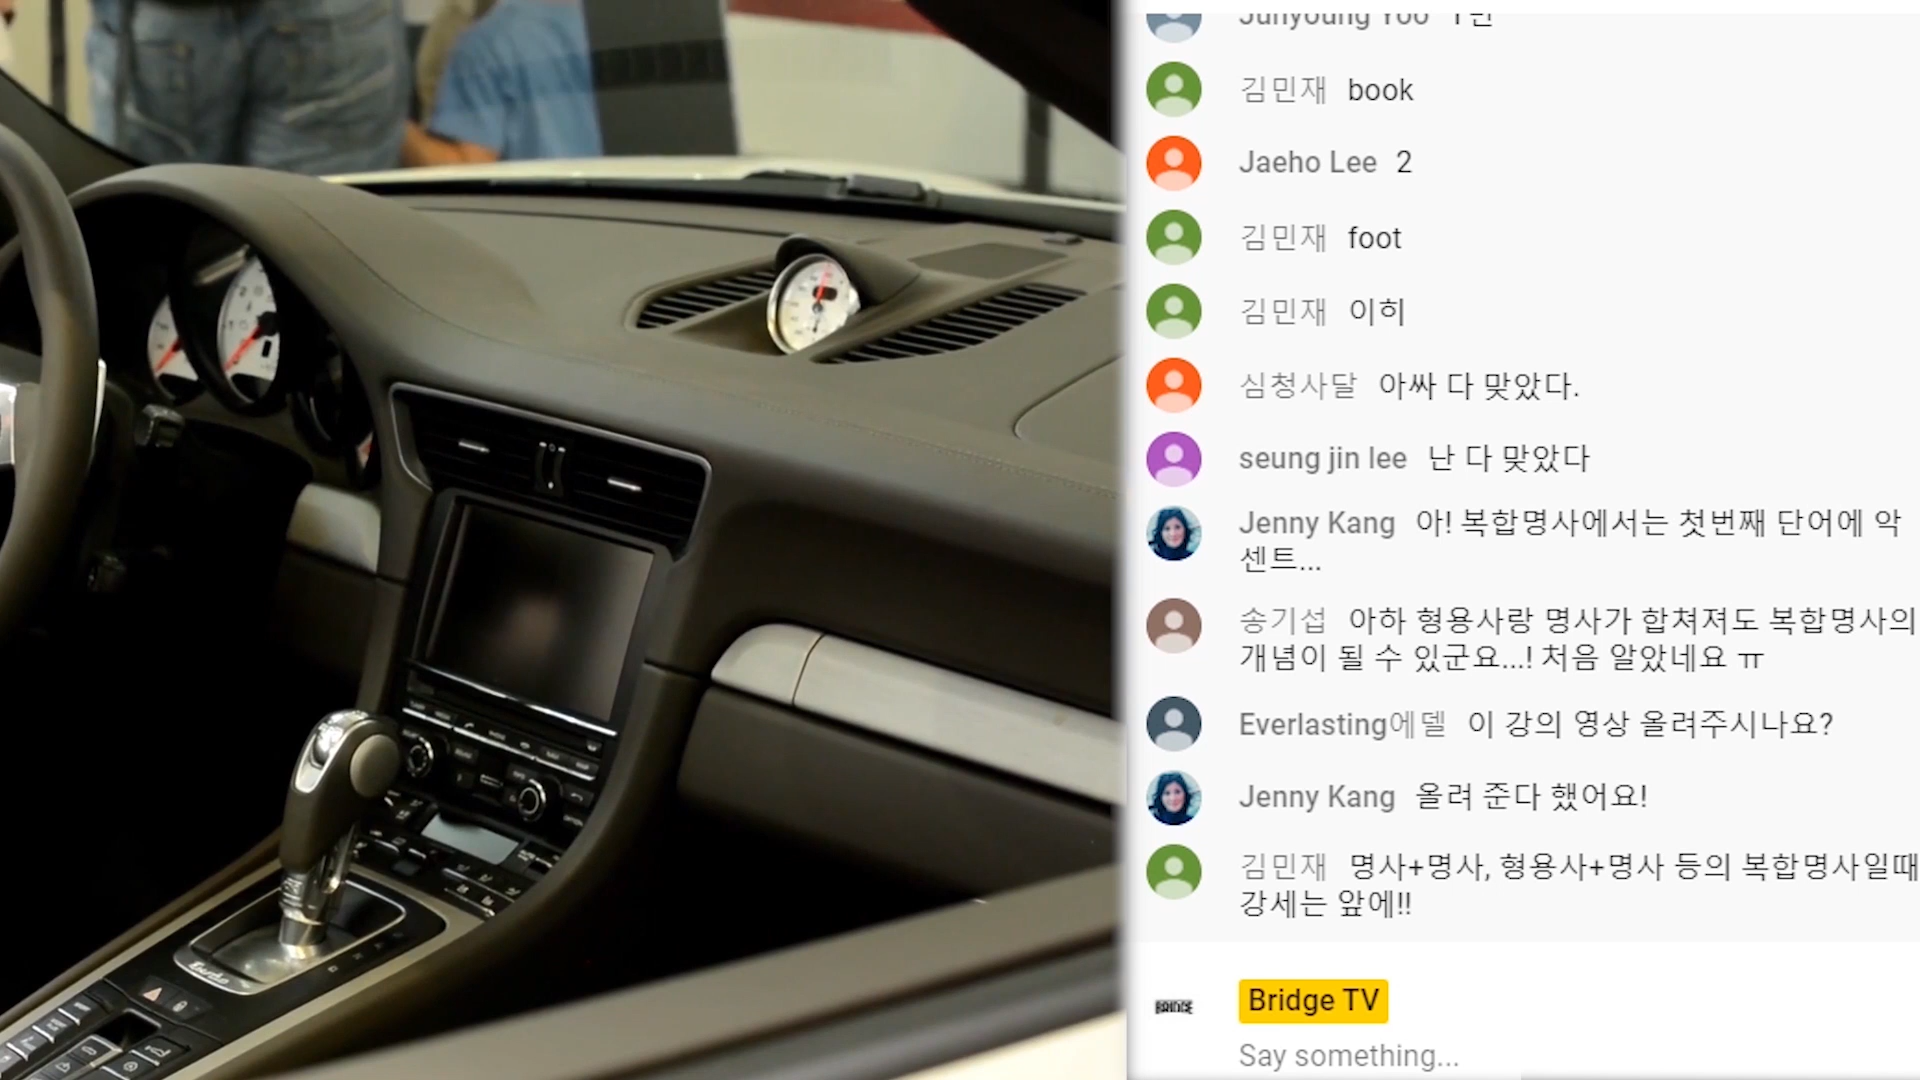 Junyoung Yoo 1번
김민재 book
Jaeho Lee 2
김민재 foot
김민재 이히
심청사달 아싸 다 맞았다.
seung jin lee 난 다 맞았다
Jenny Kang 아! 복합명사에서는 첫번째 단어에 악
센트...
송기섭 아하 형용사랑 명사가 합쳐져도 복합명사의
개념이 될 수 있군요...! 처음 알았네요 ㅠ
Everlasting에델 이 강의 영상 올려주시나요?
Jenny Kang 올려 준다 했어요!
김민재 명사+명사, 형용사+명사 등의 복합명사일때
강세는 앞에!!
BRIDGE
Bridge TV
Say something...